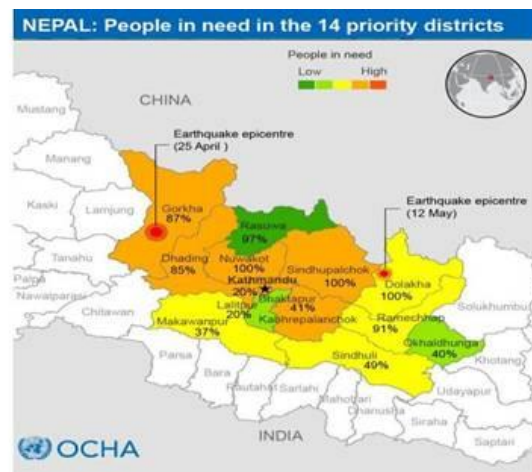 NEPAL: People in need in the 14 priority districts
People in need
Low High
CHINA
Mustang
Earthquake epicentre
(25 April )
Manang
Kaski
Lamjung
Gorkha
87%
Earthquake epicentre
(12 May)
Rasuwa
97%
Tanahu
Dhading
85%
Nuwakot
100%
Sindhupalchok
100%
Dolakha
100%
Palpa
Nawalparasi
Chitawan
Kathmandu
20%
Lalitpur
20%
Bhaktapur
41%
Kabhrepalanchok
Ramechhap
91%
Solukhumbu
Makawanpur
37%
Okhaldhunga
40%
Khotang
Sindhuli
49%
Parsa
Bara
Rautahat
Sarlahi
Mahottari
Dhanusha
Siraha
Udayapur
Saptari
INDIA
OCHA